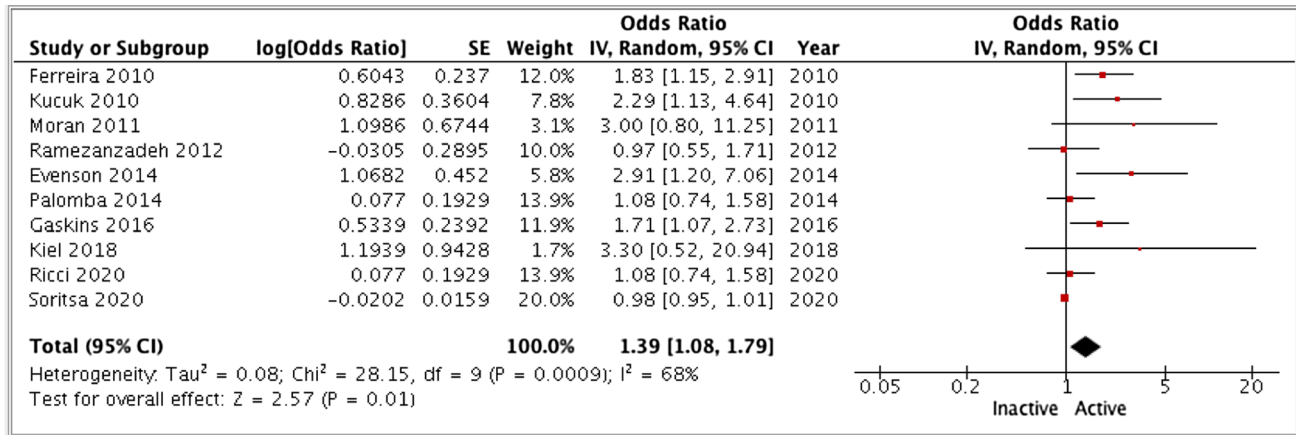 Odds Ratio Odds Ratio
Study or Subgroup log[Odds Ratio] SE Weight IV, Random, 95% CI Year IV, Random, 95% CI
Ferreira 2010 0.6043 0.237 12.0% 1.83 [1.15, 2.91] 2010
Kucuk 2010 0.8286 0.3604 7.8% 2.29 [1.13, 4.64] 2010
Moran 2011 1.0986 0.6744 3.1% 3.00 [0.80, 11.25] 2011
Ramezanzadeh 2012 −0.0305 0.2895 10.0% 0.97 [0.55, 1.71] 2012
Evenson 2014 1.0682 0.452 5.8% 2.91 [1.20, 7.06] 2014
Palomba 2014 0.077 0.1929 13.9% 1.08 [0.74, 1.58] 2014
Gaskins 2016 0.5339 0.2392 11.9% 1.71 [1.07, 2.73] 2016
Kiel 2018 1.1939 0.9428 1.7% 3.30 [0.52, 20.94] 2018
Ricci 2020 0.077 0.1929 13.9% 1.08 [0.74, 1.58] 2020
Soritsa 2020 −0.0202 0.0159 20.0% 0.98 [0.95, 1.01] 2020
Total (95% CI) 100.0% 1.39 [1.08, 1.79]
Heterogeneity: Tau² = 0.08; Chi² = 28.15, df = 9 (P = 0.0009); I² = 68%
Test for overall effect: Z = 2.57 (P = 0.01)
0.05 0.2 1 5 20
Inactive Active